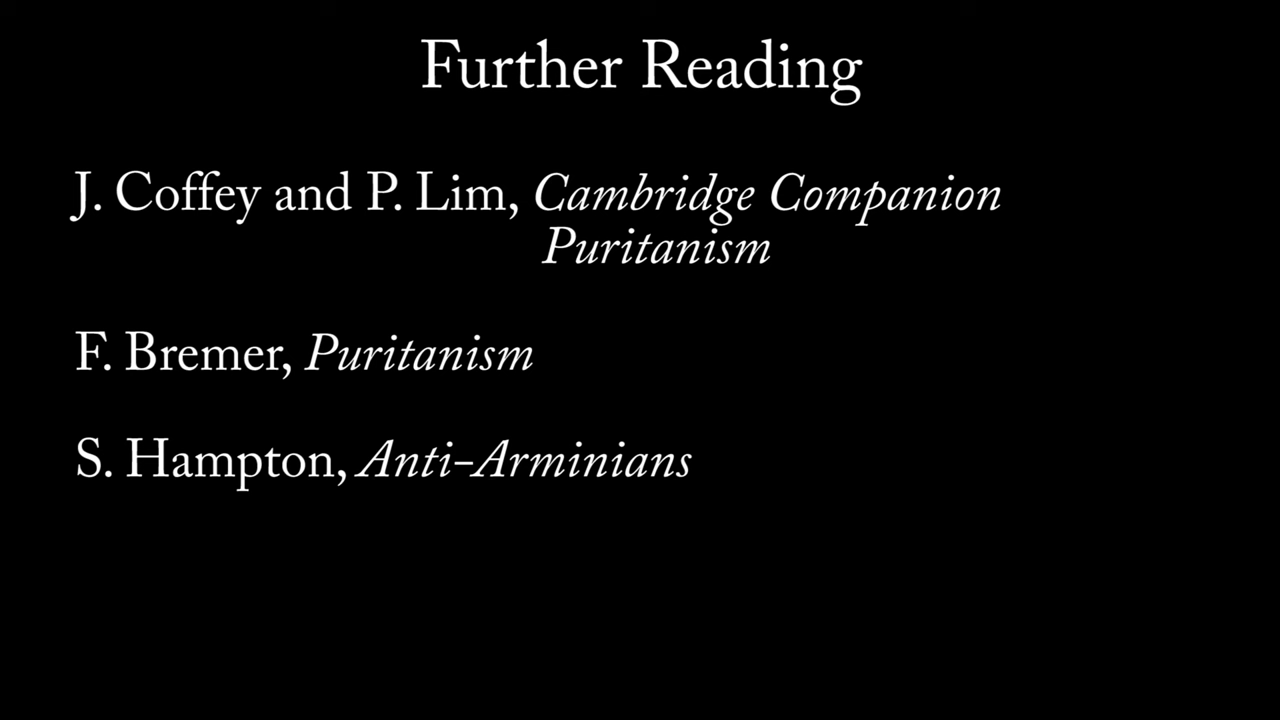 Further Reading
J. Coffey and P. Lim, Cambridge Companion
Puritanism
F. Bremer, Puritanism
S. Hampton, Anti-Arminians